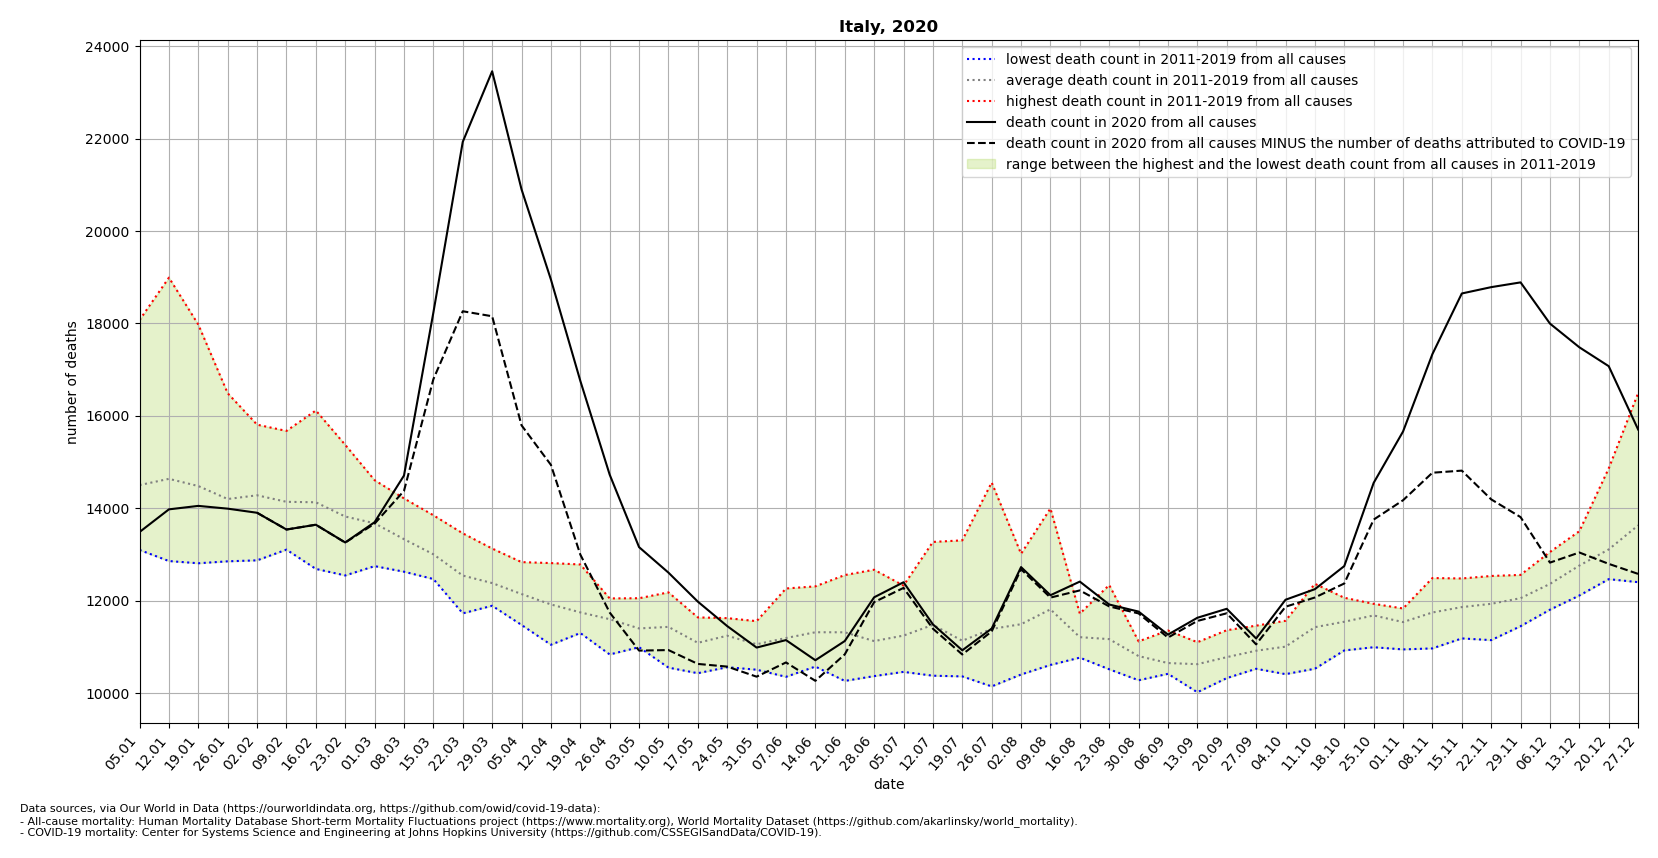 Italy, 2020
24000
22000
20000
18000
16000
14000
12000
10000
number of deaths
lowest death count in 2011-2019 from all causes
average death count in 2011-2019 from all causes
highest death count in 2011-2019 from all causes
death count in 2020 from all causes
death count in 2020 from all causes MINUS the number of deaths attributed to COVID-19
range between the highest and the lowest death count from all causes in 2011-2019
05.01 12.01 19.01 26.01 02.02 09.02 16.02 23.02 01.03 08.03 15.03 22.03 29.03 05.04 12.04 19.04 26.04 03.05 10.05 17.05 24.05 31.05 07.06 14.06 21.06 28.06 05.07 12.07 19.07 26.07 02.08 09.08 16.08 23.08 30.08 06.09 13.09 20.09 27.09 04.10 11.10 18.10 25.10 01.11 08.11 15.11 22.11 29.11 06.12 13.12 20.12 27.12
date
Data sources, via Our World in Data (https://ourworldindata.org, https://github.com/owid/covid-19-data):
- All-cause mortality: Human Mortality Database Short-term Mortality Fluctuations project (https://www.mortality.org), World Mortality Dataset (https://github.com/akarlinsky/world_mortality).
- COVID-19 mortality: Center for Systems Science and Engineering at Johns Hopkins University (https://github.com/CSSEGISandData/COVID-19).